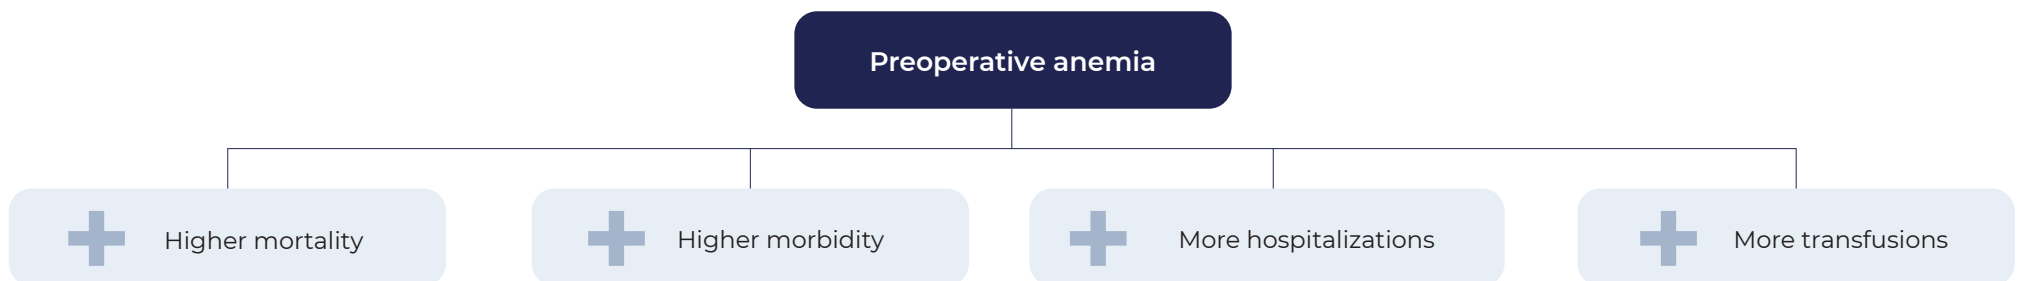 Preoperative anemia
Higher mortality
Higher morbidity
More hospitalizations
More transfusions